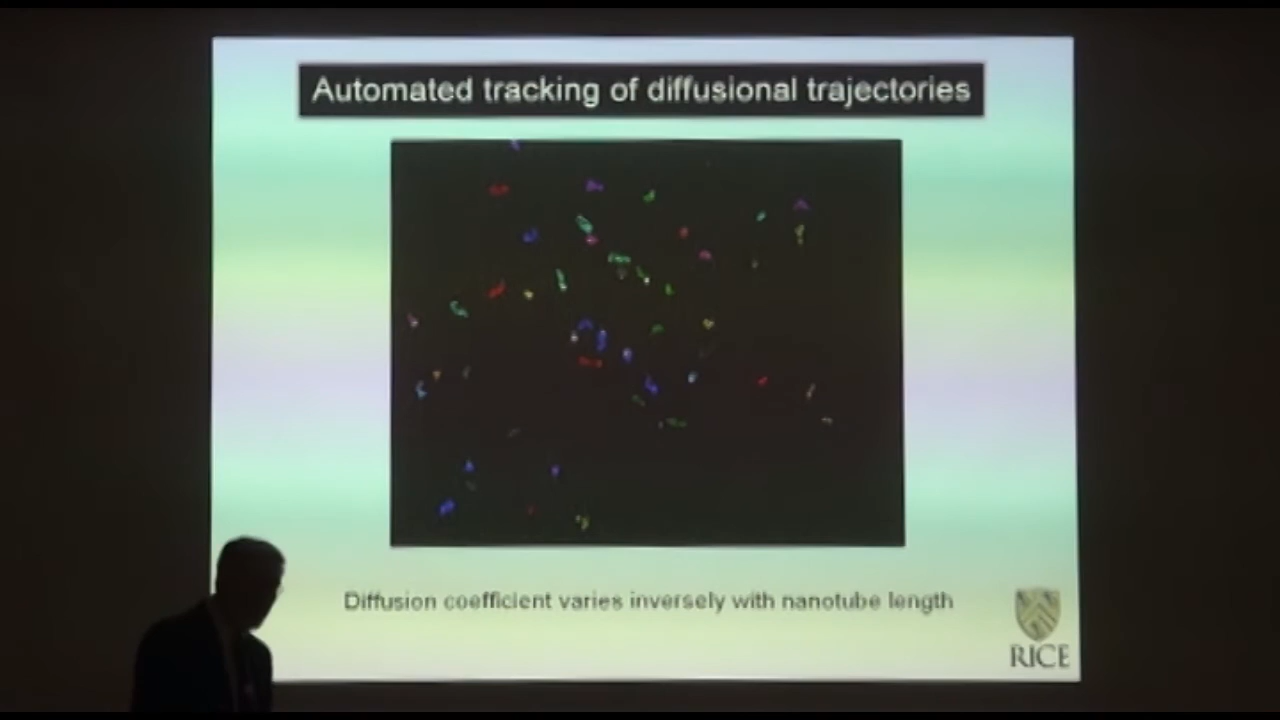 Automated tracking of diffusional trajectories
Diffusion coefficient varies inversely with nanotube length
RICE